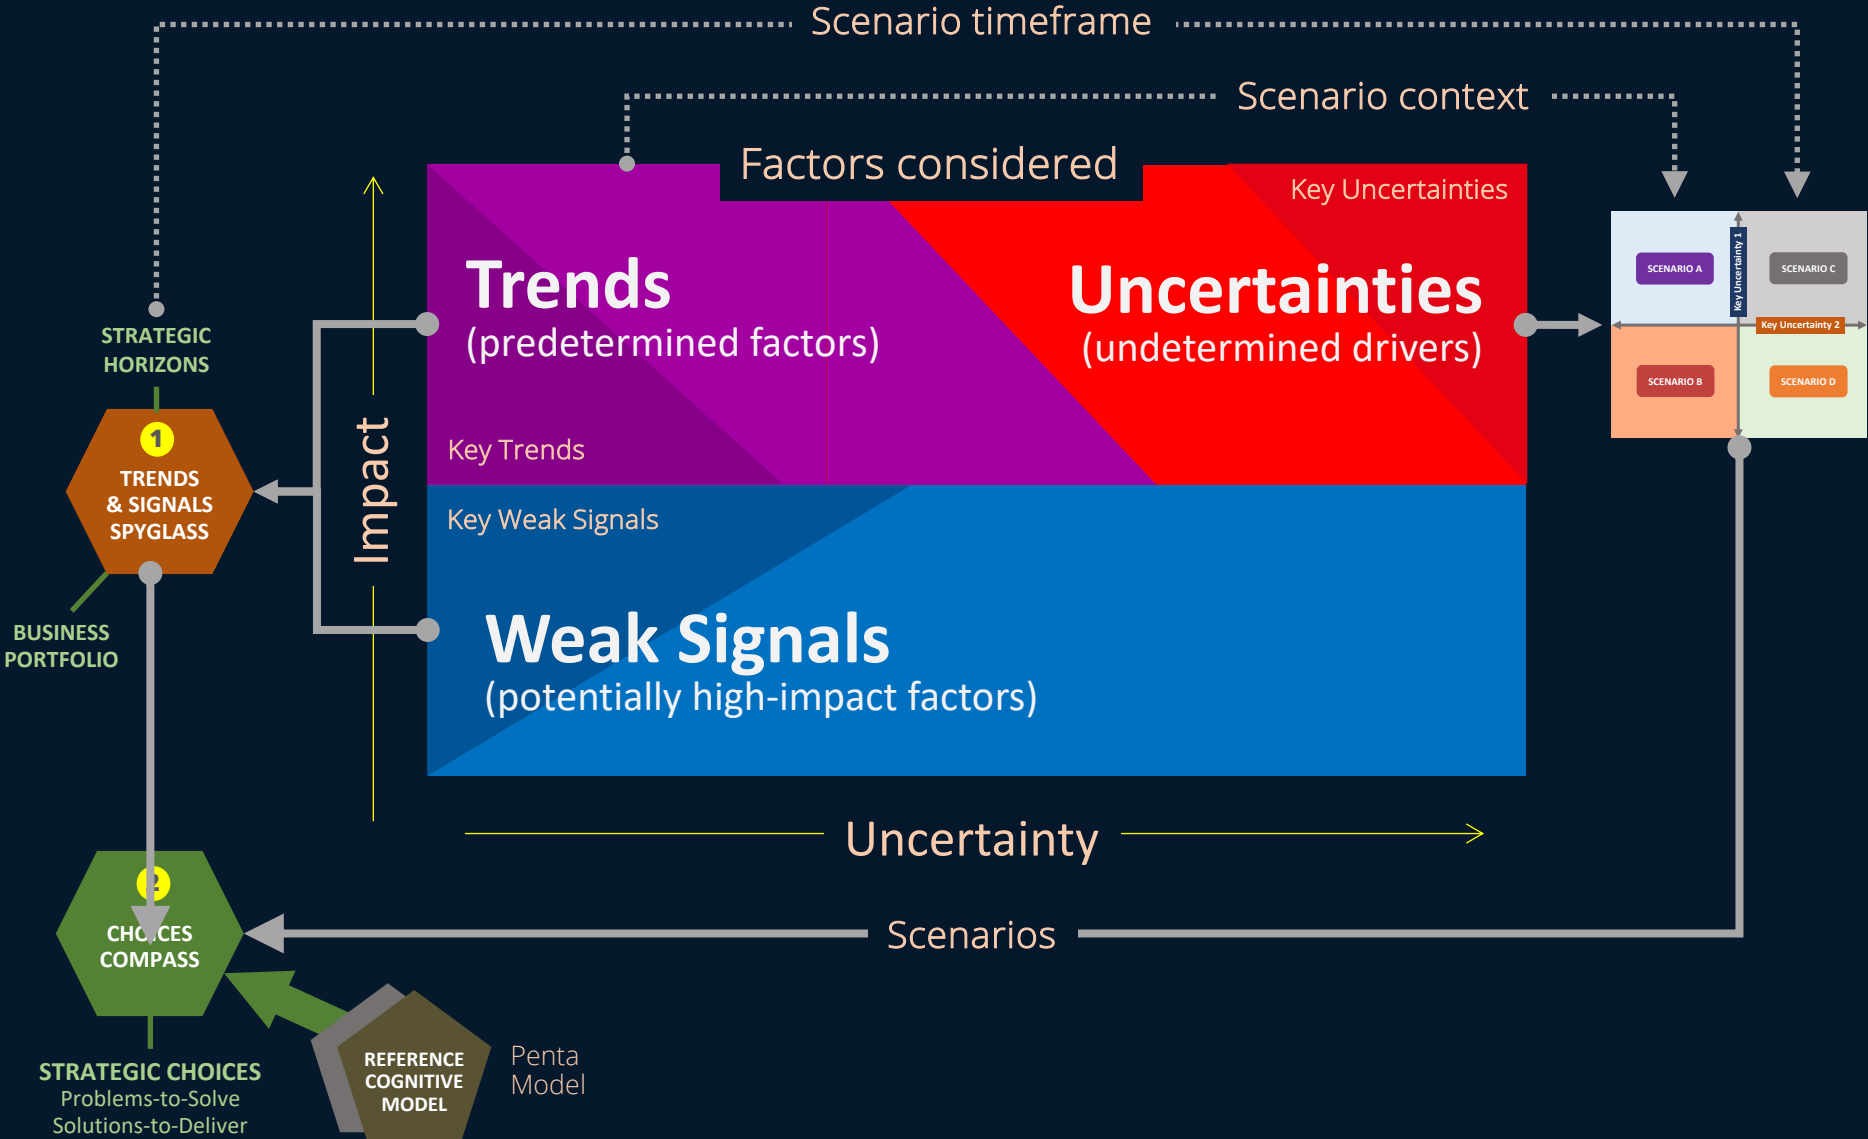 Scenario timeframe
Scenario context
Factors considered
Key Uncertainties
Trends
(predetermined factors)
Uncertainties
(undetermined drivers)
Key Trends
Key Weak Signals
Weak Signals
(potentially high-impact factors)
Impact
Uncertainty
Scenarios
STRATEGIC
HORIZONS
1
TRENDS
& SIGNALS
SPYGLASS
BUSINESS
PORTFOLIO
2
CHOICES
COMPASS
STRATEGIC CHOICES
Problems-to-Solve
Solutions-to-Deliver
REFERENCE
COGNITIVE
MODEL
Penta
Model
SCENARIO A
Key Uncertainty 1
SCENARIO C
Key Uncertainty 2
SCENARIO B
SCENARIO D